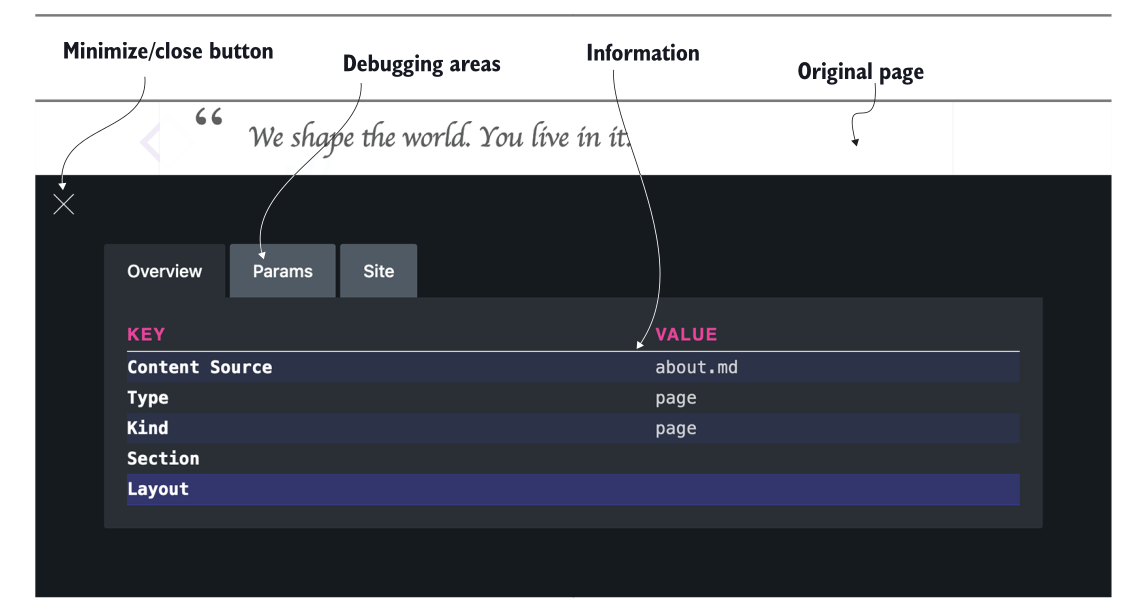 Minimize/close button
Debugging areas
Information
Original page
“ We shape the world. You live in it.
Overview Params Site
KEY VALUE
Content Source about.md
Type page
Kind page
Section
Layout